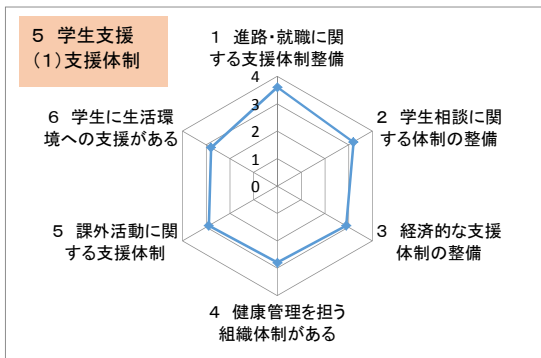 5 学生支援
(1)支援体制
1 進路・就職に関
する支援体制整備
2 学生相談に関
する体制の整備
3 経済的な支援
体制の整備
4 健康管理を担う
組織体制がある
5 課外活動に関
する支援体制
6 学生に生活環
境への支援がある
4
3
2
1
0